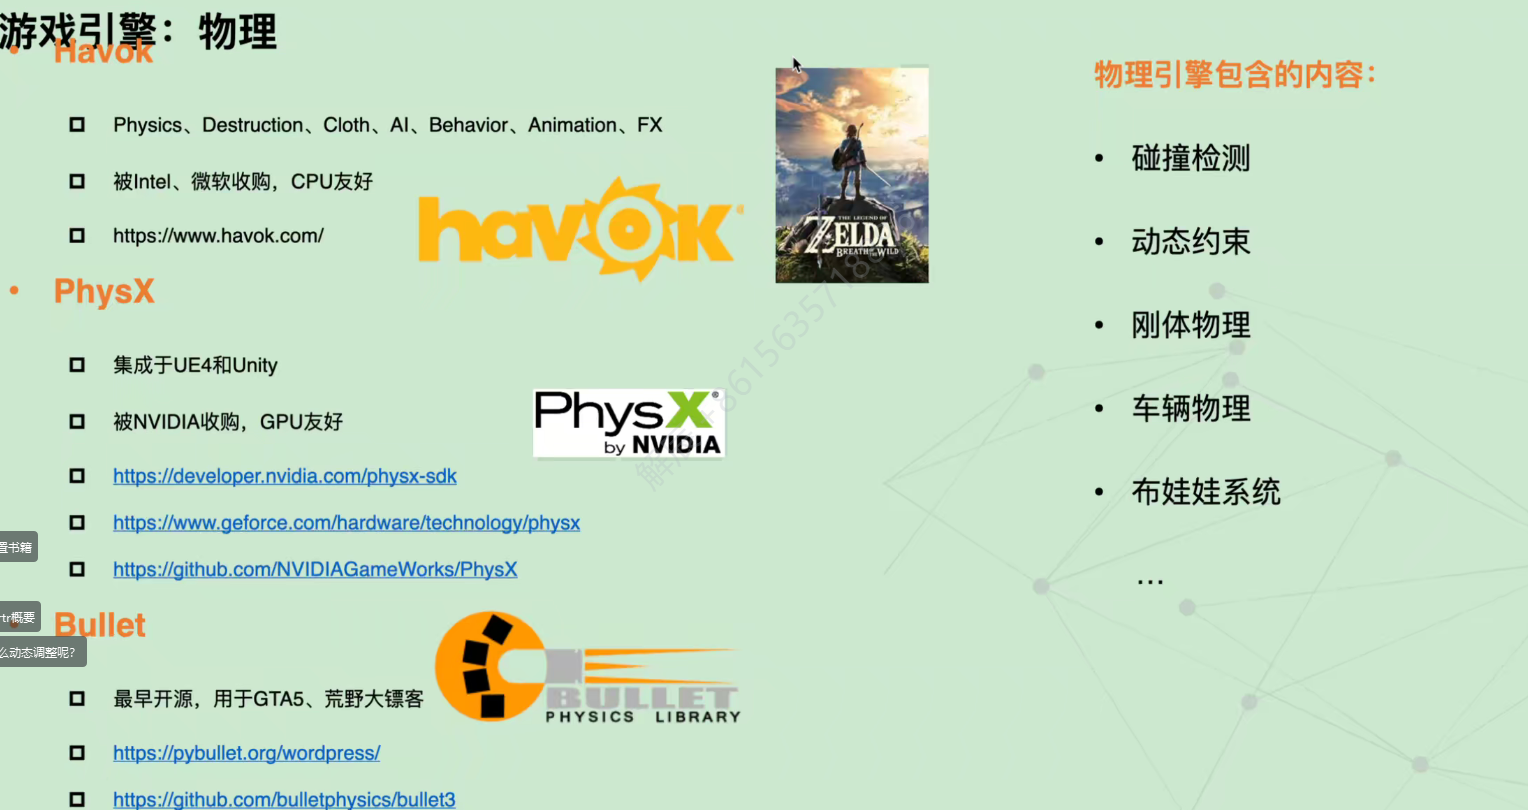 游戏引擎：物理
Havok
Physics、Destruction、Cloth、AI、Behavior、Animation、FX
被Intel、微软收购，CPU友好
https://www.havok.com/
havok
THE LEGEND OF
ZELDA
BREATH OF THE WILD
PhysX
集成于UE4和Unity
被NVIDIA收购，GPU友好
https://developer.nvidia.com/physx-sdk
https://www.geforce.com/hardware/technology/physx
https://github.com/NVIDIAGameWorks/PhysX
PhysX®
by NVIDIA
置书籍
rtr概要
么动态调整呢？
Bullet
最早开源，用于GTA5、荒野大镖客
https://pybullet.org/wordpress/
https://github.com/bulletphysics/bullet3
BULLET
PHYSICS LIBRARY
物理引擎包含的内容：
• 碰撞检测
• 动态约束
• 刚体物理
• 车辆物理
• 布娃娃系统
…